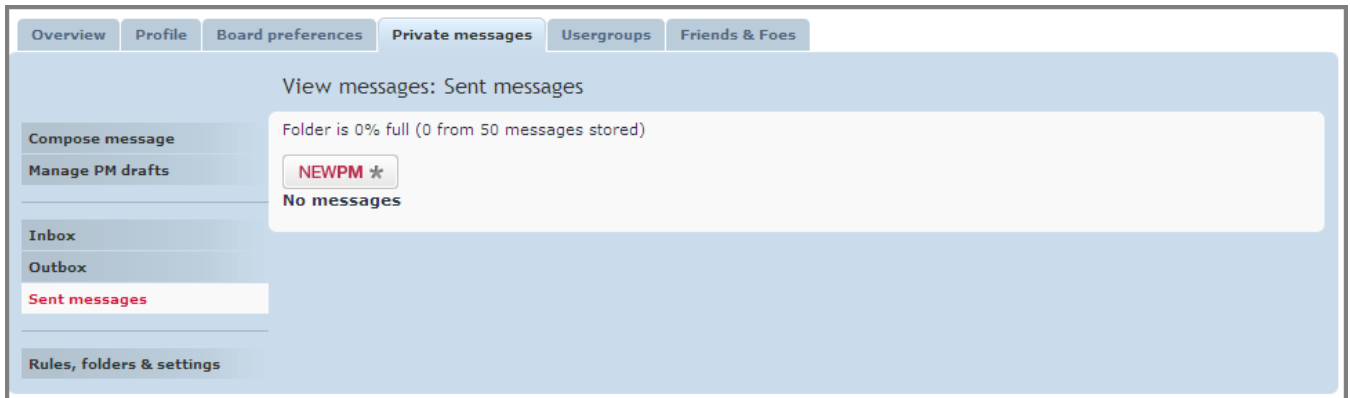 Overview Profile Board preferences Private messages Usergroups Friends & Foes
View messages: Sent messages
Compose message
Manage PM drafts
Inbox
Outbox
Sent messages
Rules, folders & settings
Folder is 0% full (0 from 50 messages stored)
NEWPM *
No messages